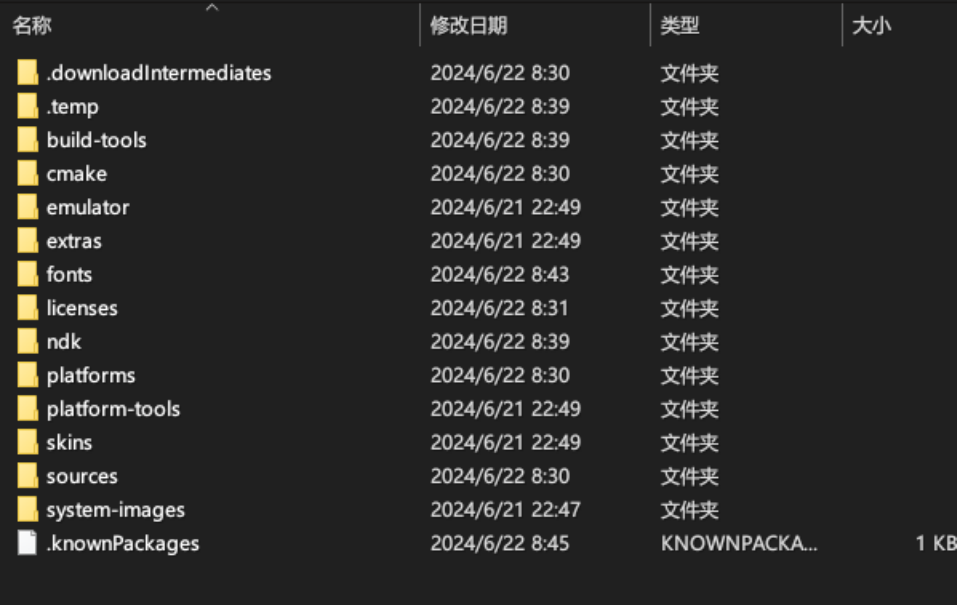 名称 修改日期 类型 大小
.downloadIntermediates 2024/6/22 8:30 文件夹
.temp 2024/6/22 8:39 文件夹
build-tools 2024/6/22 8:39 文件夹
cmake 2024/6/22 8:30 文件夹
emulator 2024/6/21 22:49 文件夹
extras 2024/6/21 22:49 文件夹
fonts 2024/6/22 8:43 文件夹
licenses 2024/6/22 8:31 文件夹
ndk 2024/6/22 8:39 文件夹
platforms 2024/6/22 8:30 文件夹
platform-tools 2024/6/21 22:49 文件夹
skins 2024/6/21 22:49 文件夹
sources 2024/6/22 8:30 文件夹
system-images 2024/6/21 22:47 文件夹
.knownPackages 2024/6/22 8:45 KNOWNPACKA... 1 KB